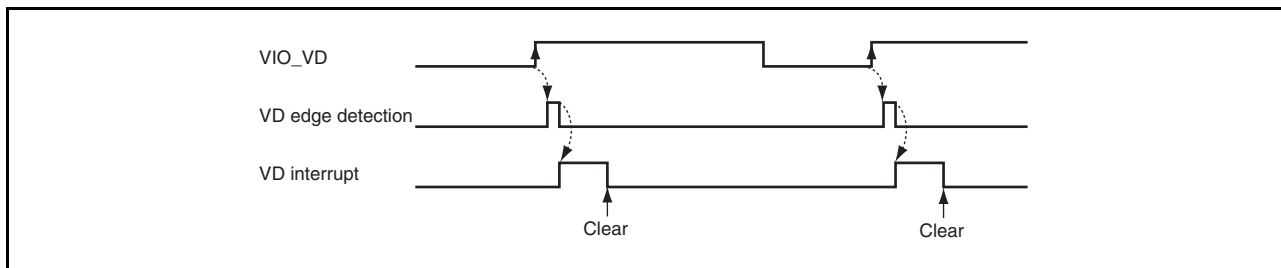 VIO_VD
VD edge detection
VD interrupt
Clear
Clear